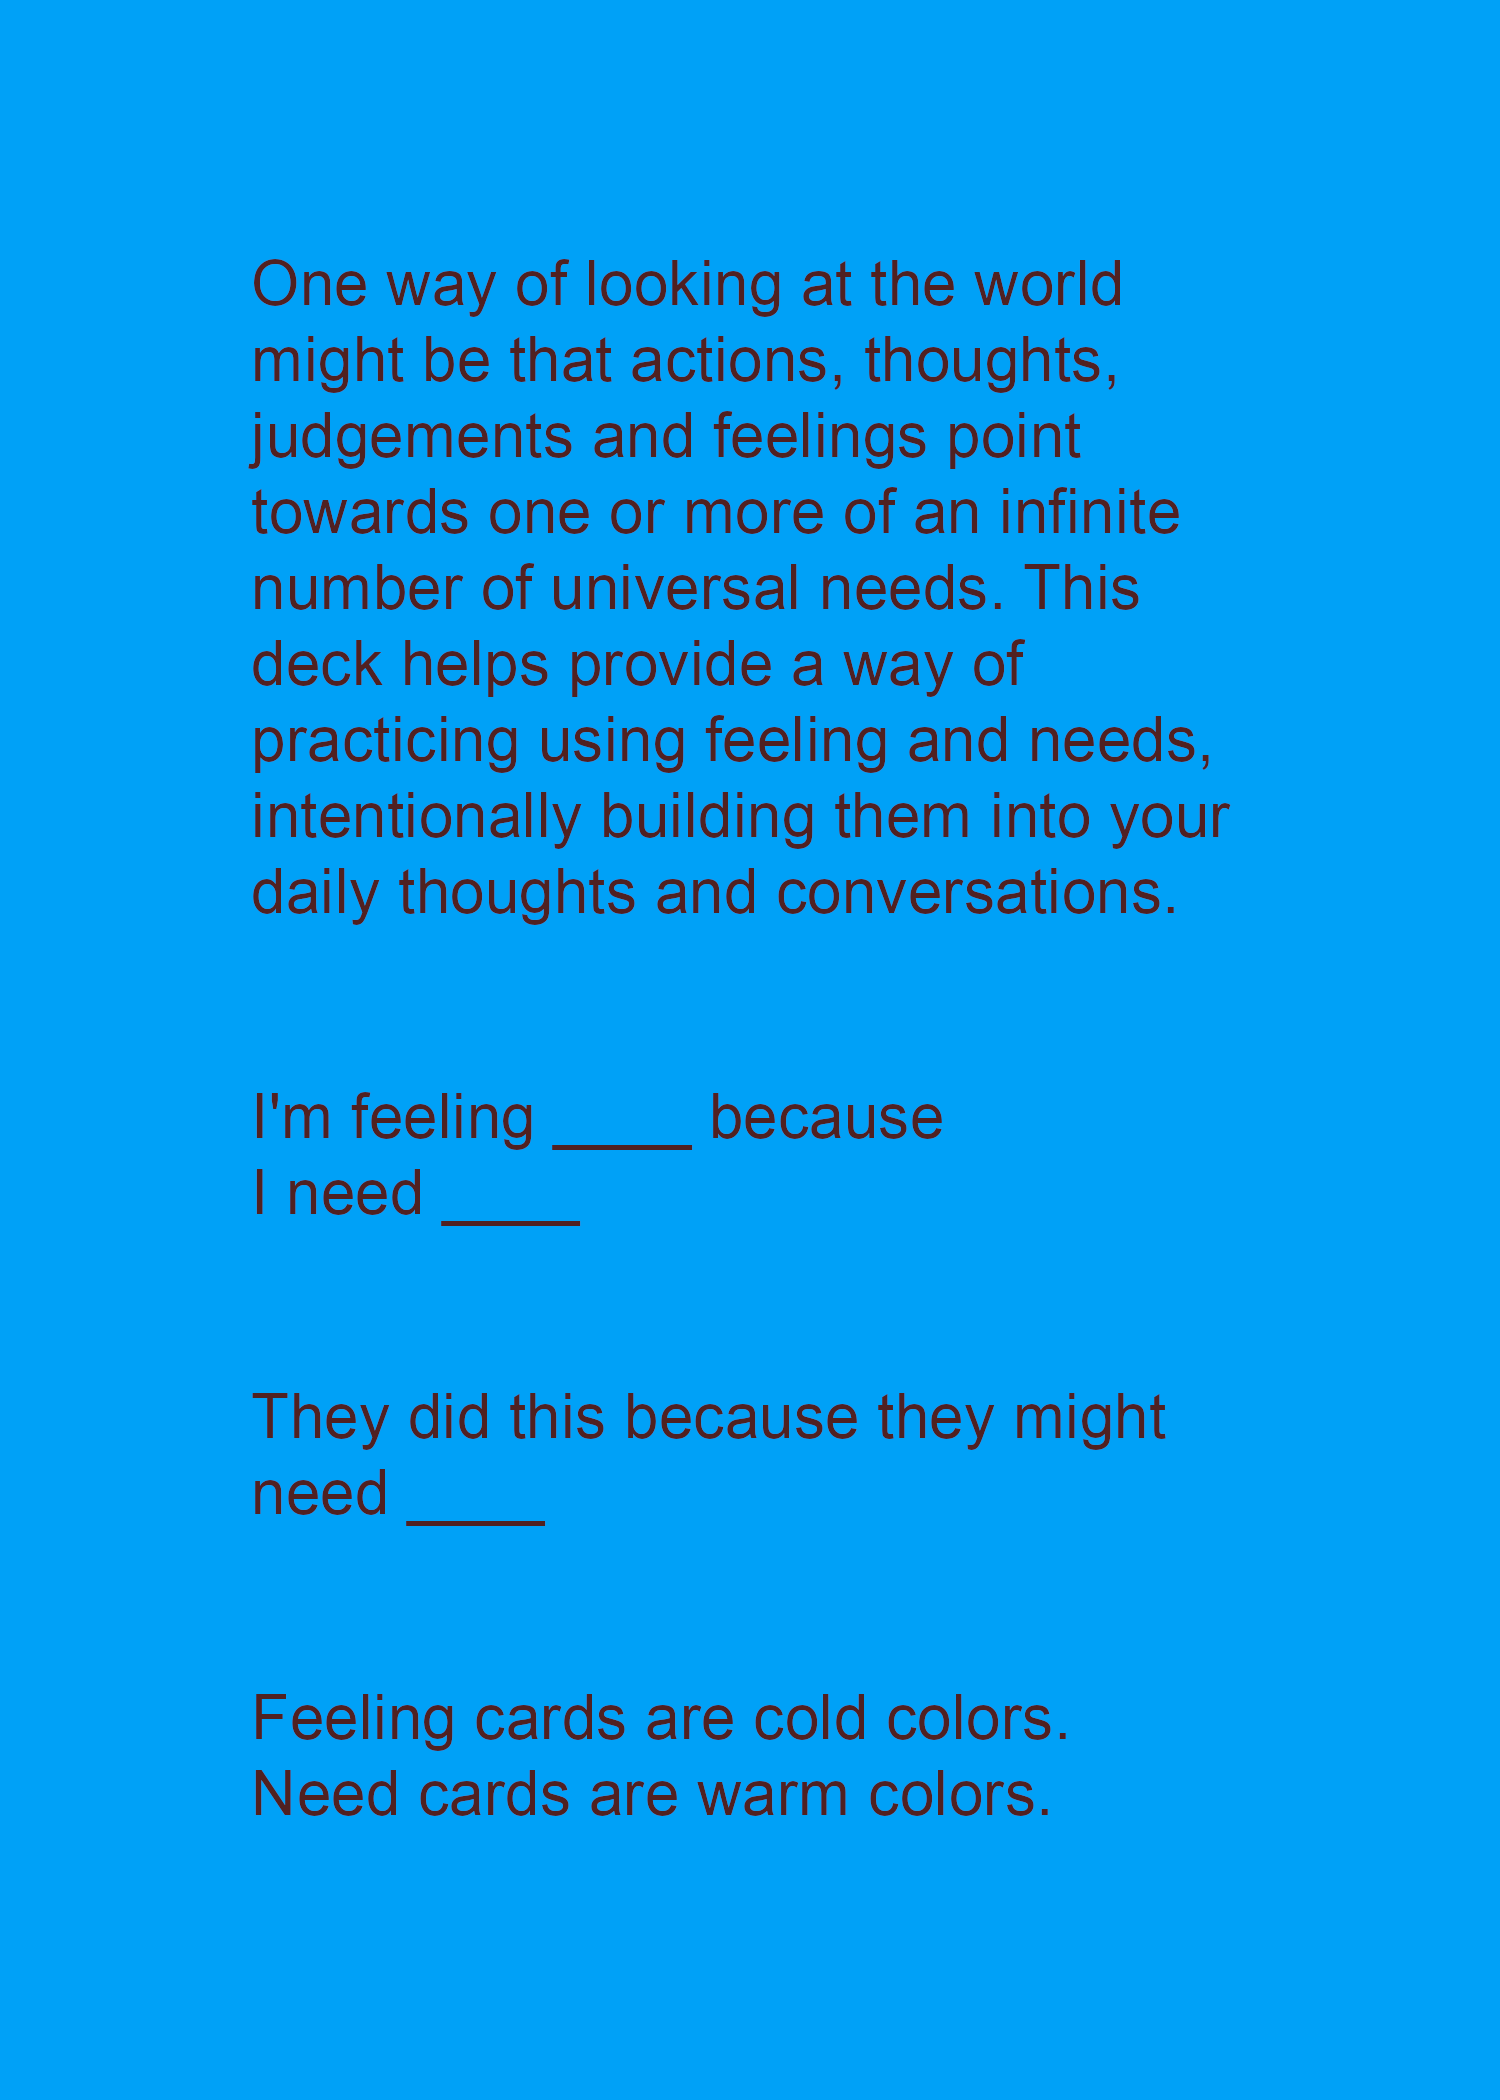 One way of looking at the world
might be that actions, thoughts,
judgements and feelings point
towards one or more of an infinite
number of universal needs. This
deck helps provide a way of
practicing using feeling and needs,
intentionally building them into your
daily thoughts and conversations.
I'm feeling ____ because
I need ____
They did this because they might
need ____
Feeling cards are cold colors.
Need cards are warm colors.